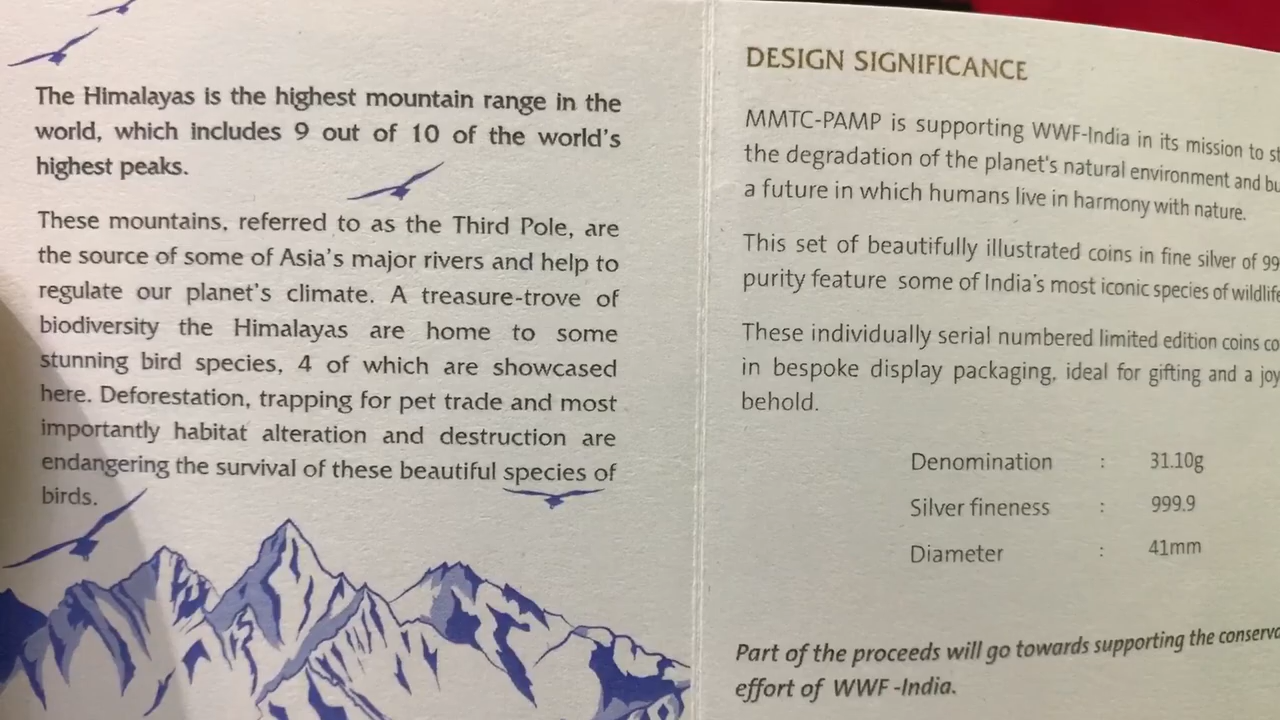 The Himalayas is the highest mountain range in the
world, which includes 9 out of 10 of the world's
highest peaks.
These mountains, referred to as the Third Pole, are
the source of some of Asia's major rivers and help to
regulate our planet's climate. A treasure-trove of
biodiversity the Himalayas are home to some
stunning bird species, 4 of which are showcased
here. Deforestation, trapping for pet trade and most
importantly habitat alteration and destruction are
endangering the survival of these beautiful species of
birds.
DESIGN SIGNIFICANCE
MMTC-PAMP is supporting WWF-India in its mission to
the degradation of the planet's natural environment and
a future in which humans live in harmony with nature.
This set of beautifully illustrated coins in fine silver of
purity feature some of India's most iconic species of wildlife
These individually serial numbered limited edition coins
in bespoke display packaging, ideal for gifting and a joy
behold.
Denomination : 31.10g
Silver fineness : 999.9
Diameter : 41mm
Part of the proceeds will go towards supporting the
effort of WWF -India.